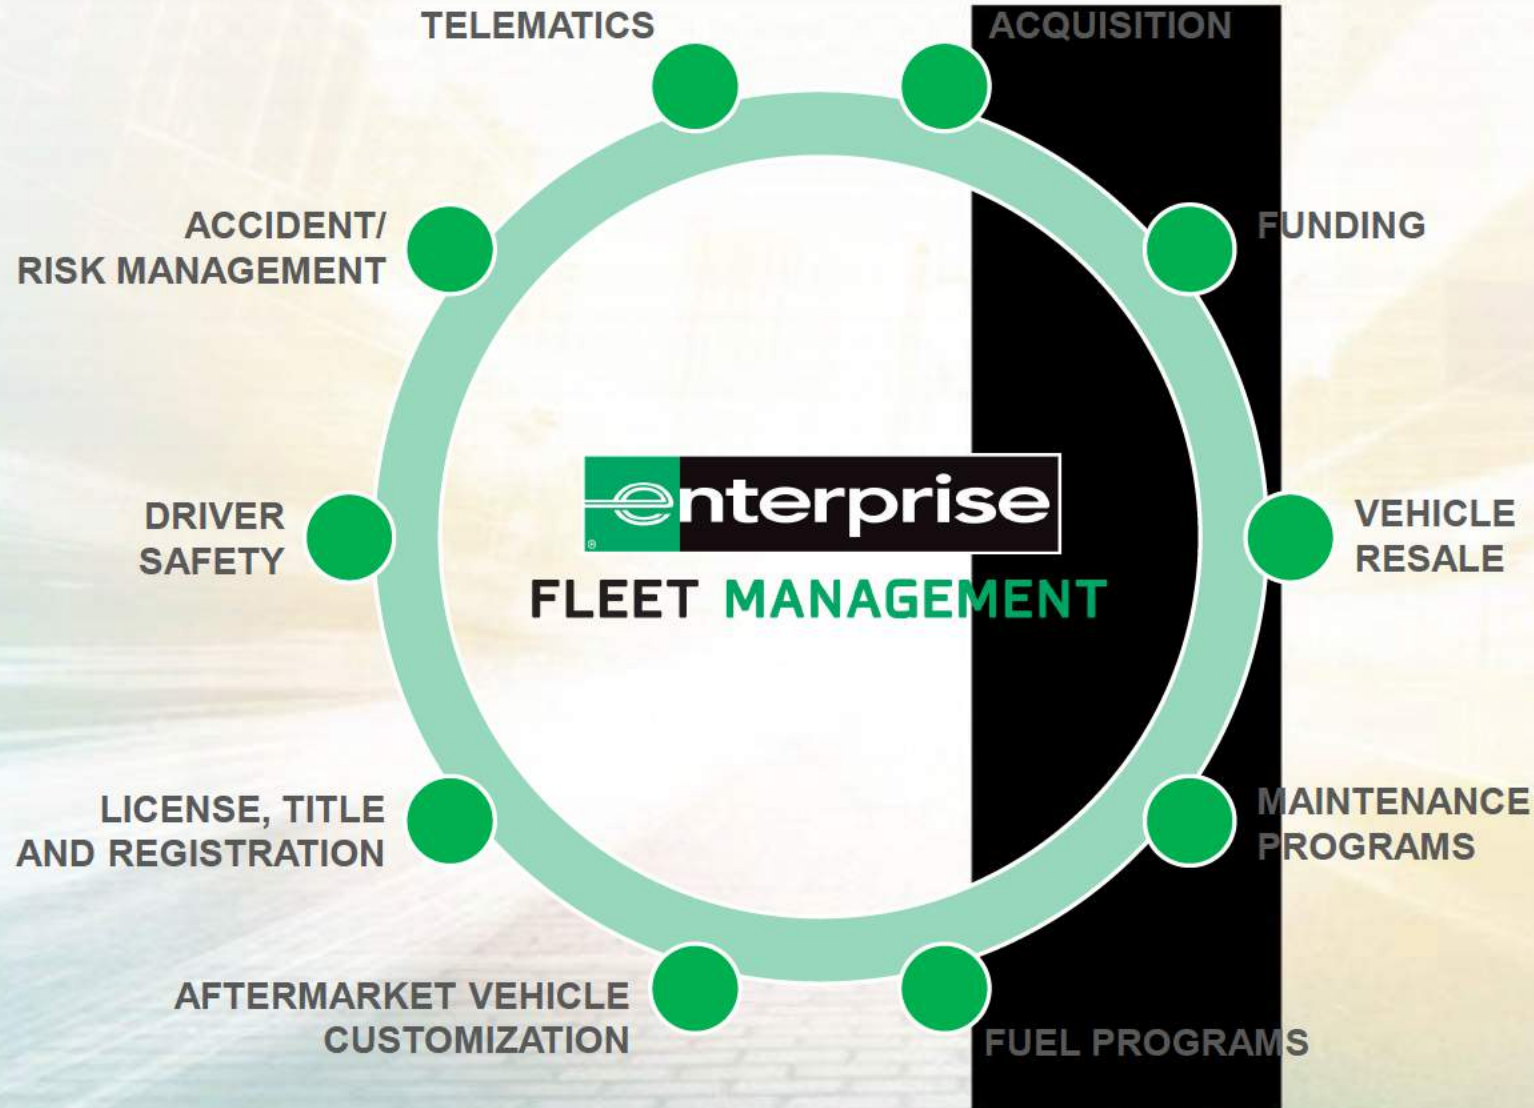 TELEMATICS
ACQUISITION
ACCIDENT/
RISK MANAGEMENT
FUNDING
enterprise
®
FLEET MANAGEMENT
DRIVER
SAFETY
VEHICLE
RESALE
LICENSE, TITLE
AND REGISTRATION
MAINTENANCE
PROGRAMS
AFTERMARKET VEHICLE
CUSTOMIZATION
FUEL PROGRAMS